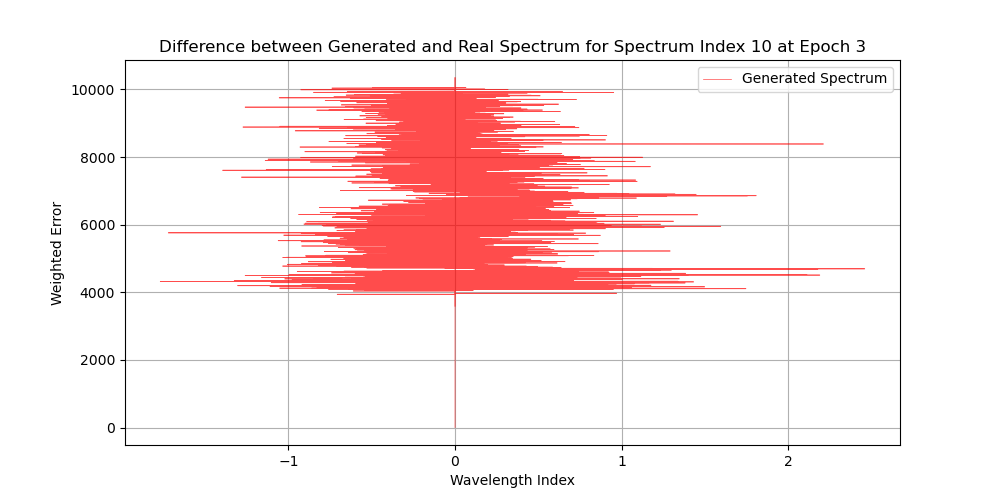 Difference between Generated and Real Spectrum for Spectrum Index 10 at Epoch 3
Generated Spectrum
10000
8000
6000
4000
2000
0
Weighted Error
−1
0
1
2
Wavelength Index